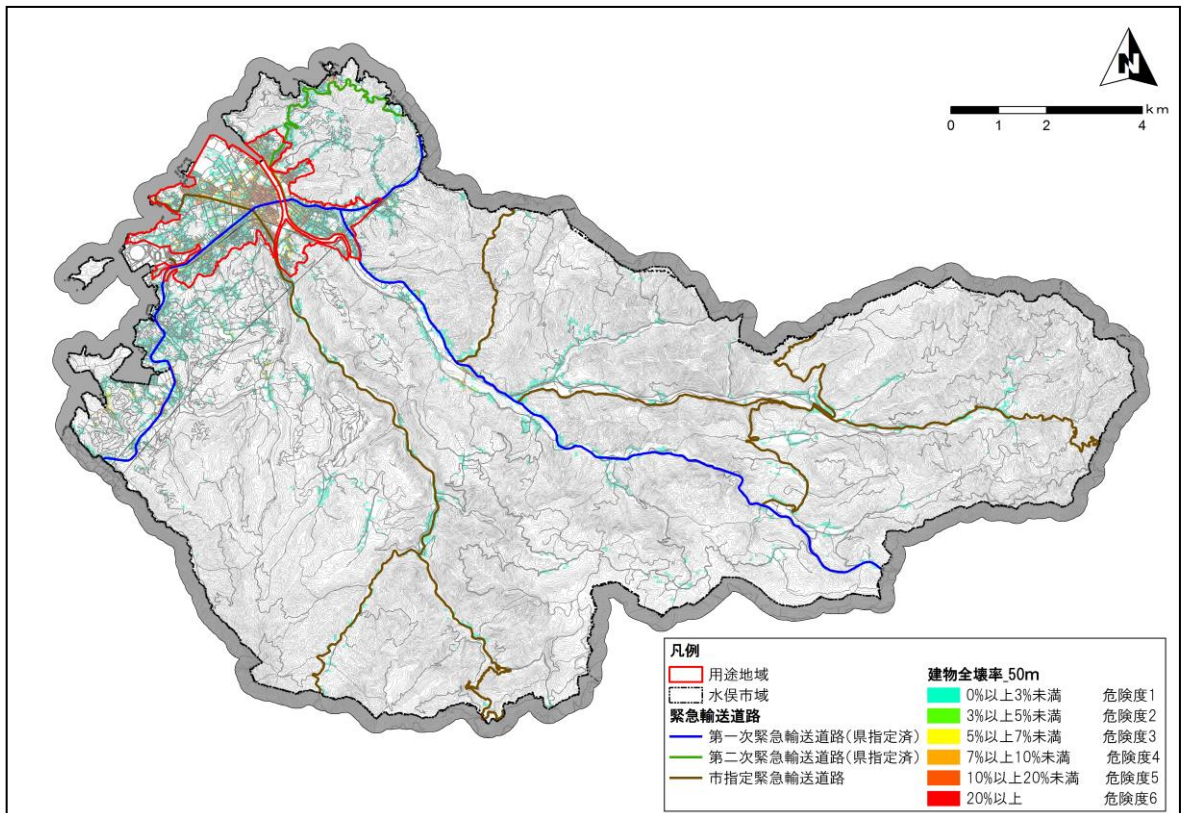 N
km
0 1 2 4
凡例
用途地域
水俣市域
緊急輸送道路
第一次緊急輸送道路(県指定済)
第二次緊急輸送道路(県指定済)
市指定緊急輸送道路
建物全壊率_50m
0%以上3%未満 危険度1
3%以上5%未満 危険度2
5%以上7%未満 危険度3
7%以上10%未満 危険度4
10%以上20%未満 危険度5
20%以上 危険度6